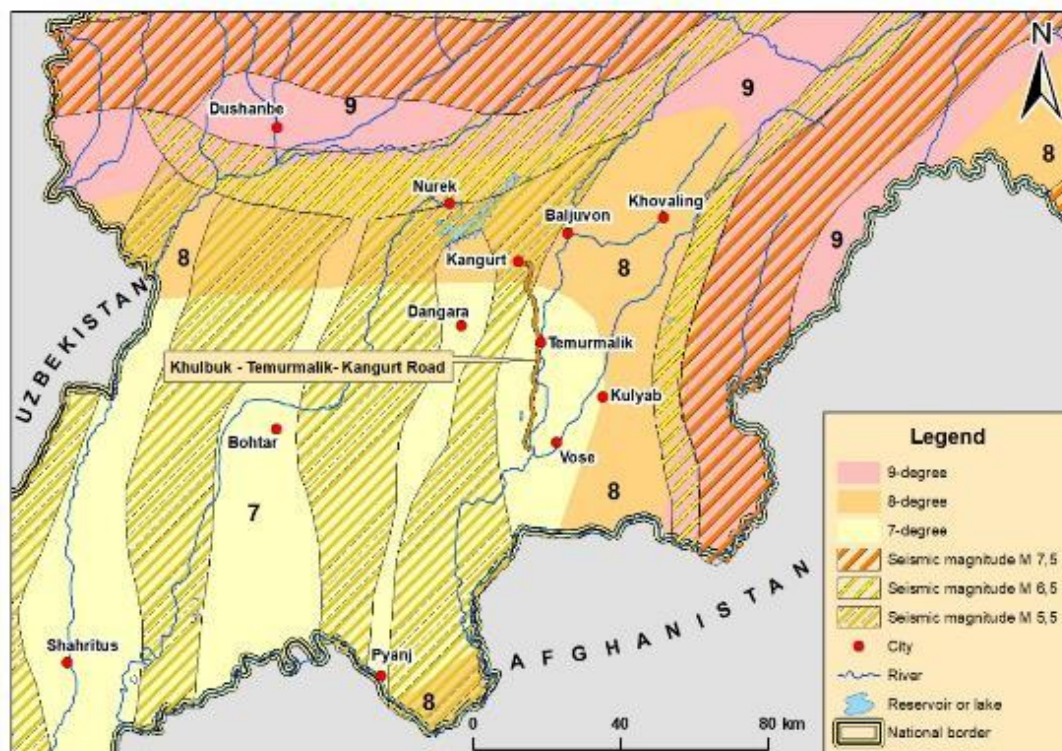 N
9
Dushanbe
9
8
Nurek
Khovaling
Baljuvon
8
Kangurt
8
9
UZBEKISTAN
Dangara
Temurmalik
Khulbuk - Temurmalik- Kangurt Road
Kulyab
Bohtar
Vose
8
7
AFGHANISTAN
Shahritus
Pyanj
8
0 40 80 km
Legend
9-degree
8-degree
7-degree
Seismic magnitude M 7,5
Seismic magnitude M 6,5
Seismic magnitude M 5,5
City
River
Reservoir or lake
National border